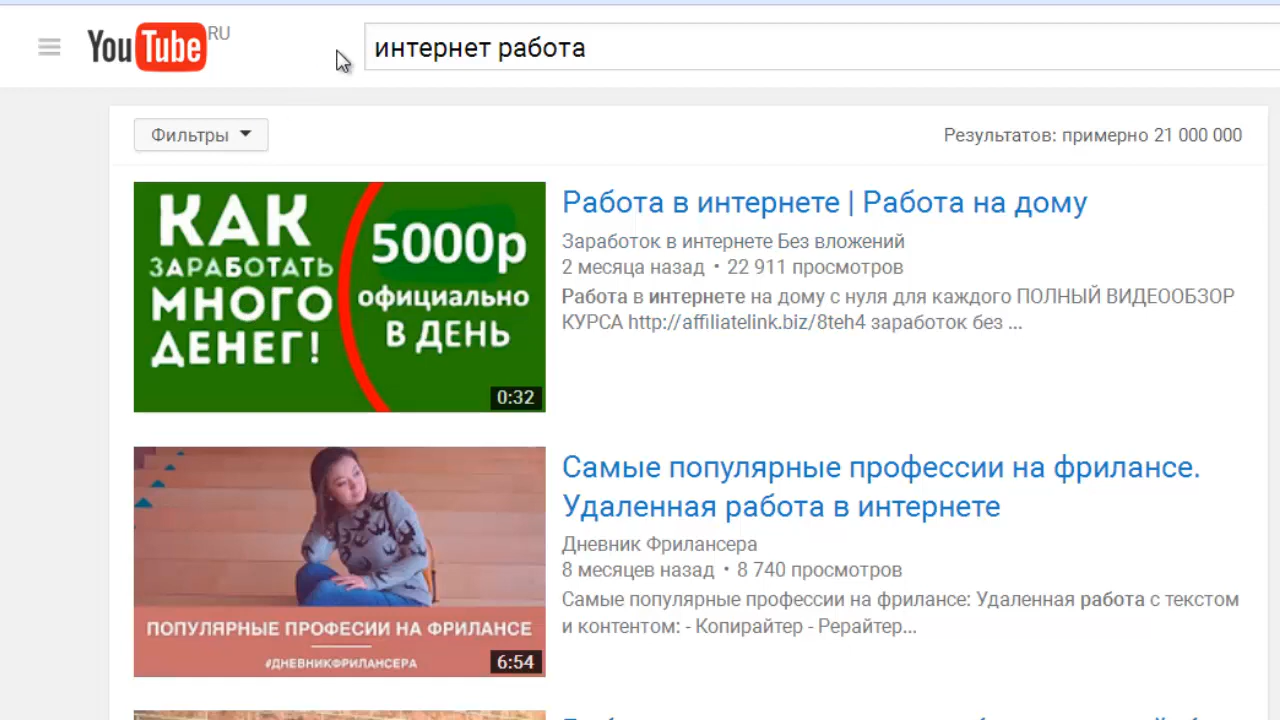 YouTube RU
интернет работа
Фильтры
Результатов: примерно 21 000 000
КАК
ЗАРАБОТАТЬ
МНОГО
ДЕНЕГ!
5000р
официально
В ДЕНЬ
0:32
Работа в интернете | Работа на дому
Заработок в интернете Без вложений
2 месяца назад • 22 911 просмотров
Работа в интернете на дому с нуля для каждого ПОЛНЫЙ ВИДЕООБЗОР
КУРСА http://affiliatelink.biz/8teh4 заработок без ...
ПОПУЛЯРНЫЕ ПРОФЕСИИ НА ФРИЛАНСЕ
#ДНЕВНИКФРИЛАНСЕРА
6:54
Самые популярные профессии на фрилансе.
Удаленная работа в интернете
Дневник Фрилансера
8 месяцев назад • 8 740 просмотров
Самые популярные профессии на фрилансе: Удаленная работа с текстом
и контентом: - Копирайтер - Рерайтер...